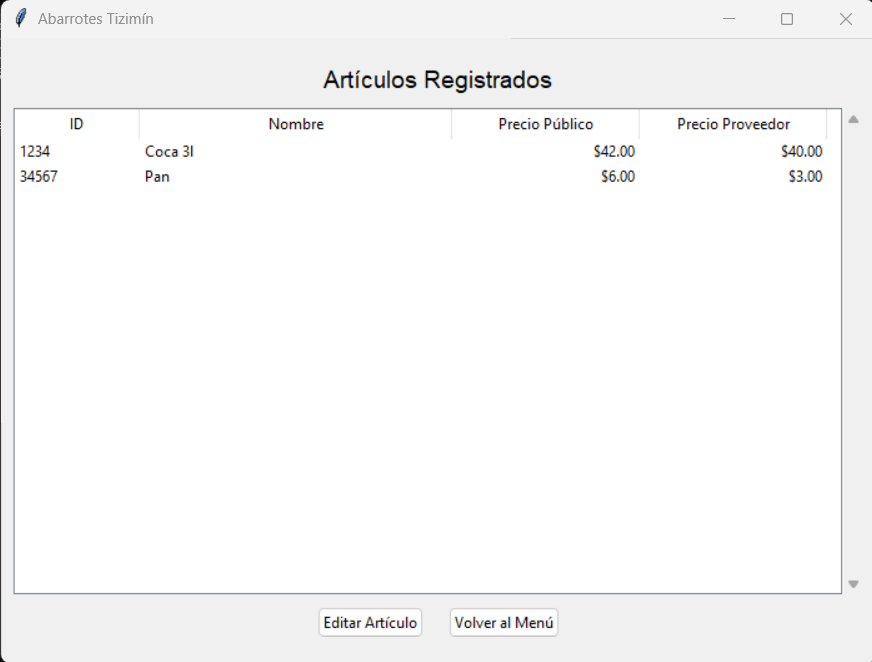 Abarrotes Tizimín
Artículos Registrados
ID Nombre Precio Público Precio Proveedor
1234 Coca 3l $42.00 $40.00
34567 Pan $6.00 $3.00
Editar Artículo Volver al Menú